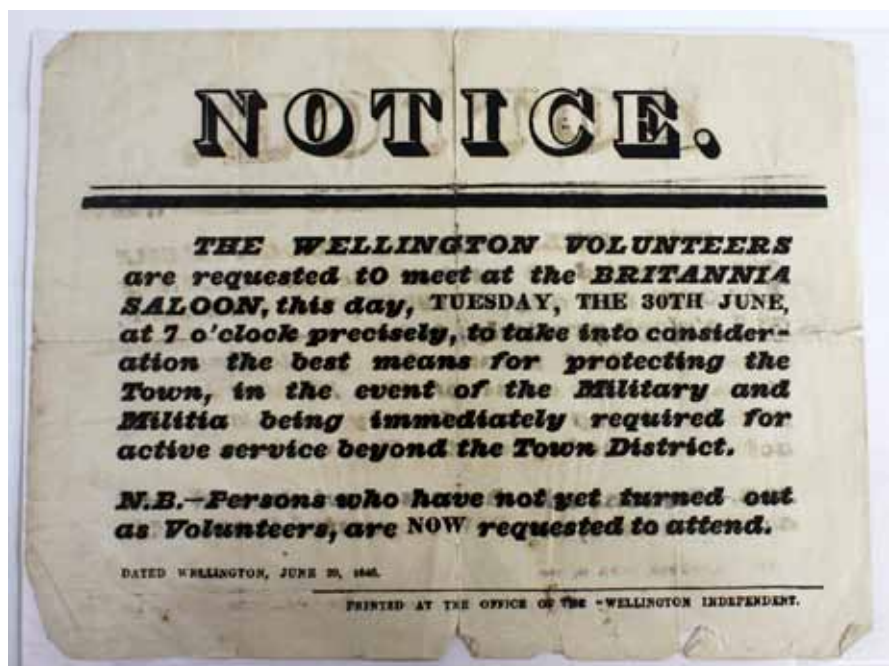 NOTICE.
THE WELLINGTON VOLUNTEERS
are requested tO meet at the BRITANNIA
SALOON, this day, TUESDAY, THE 30TH JUNE,
at 7 o'clock precisely, to take into consider-
ation the best means for protecting the
Town, in the event of the Military and
Militia being immediately required for
active service beyond the Town District.
N.B.—Persons who have not yet turned out
as Volunteers, are NOW requested to attend.
DATED WELLINGTON, JUNE 1846.
PRINTED AT THE OFFICE OF THE "WELLINGTON INDEPENDENT.